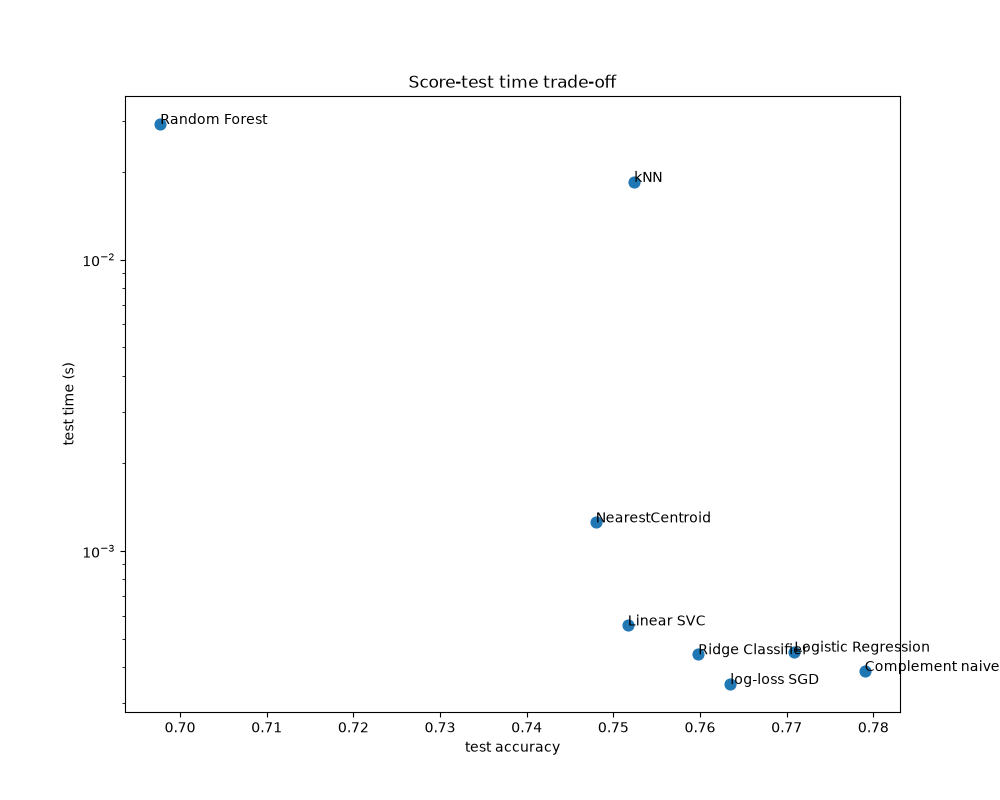 Score-test time trade-off
Random Forest
kNN
10⁻²
test time (s)
NearestCentroid
10⁻³
Linear SVC
Ridge Classifier
Logistic Regression
Complement naive
log-loss SGD
0.70 0.71 0.72 0.73 0.74 0.75 0.76 0.77 0.78
test accuracy